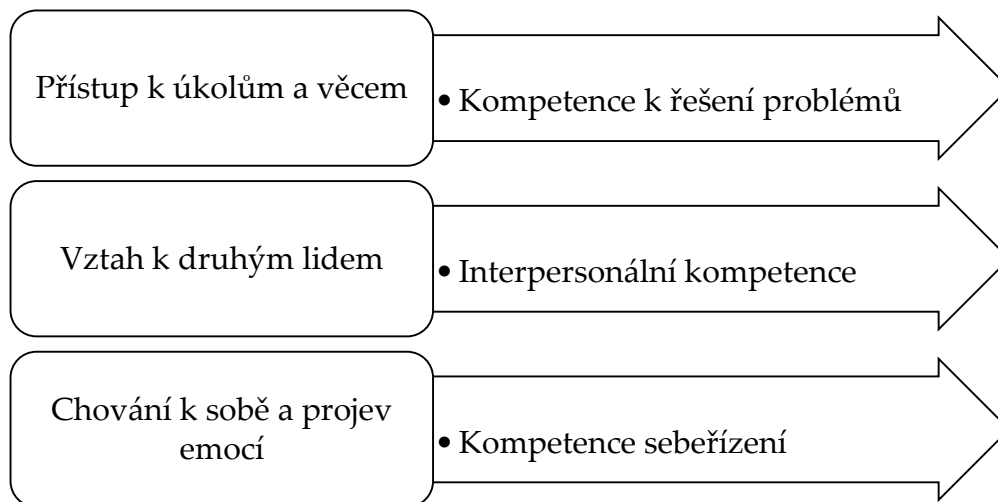 Přístup k úkolům a věcem
• Kompetence k řešení problémů
Vztah k druhým lidem
• Interpersonální kompetence
Chování k sobě a projev
emocí
• Kompetence sebeřízení